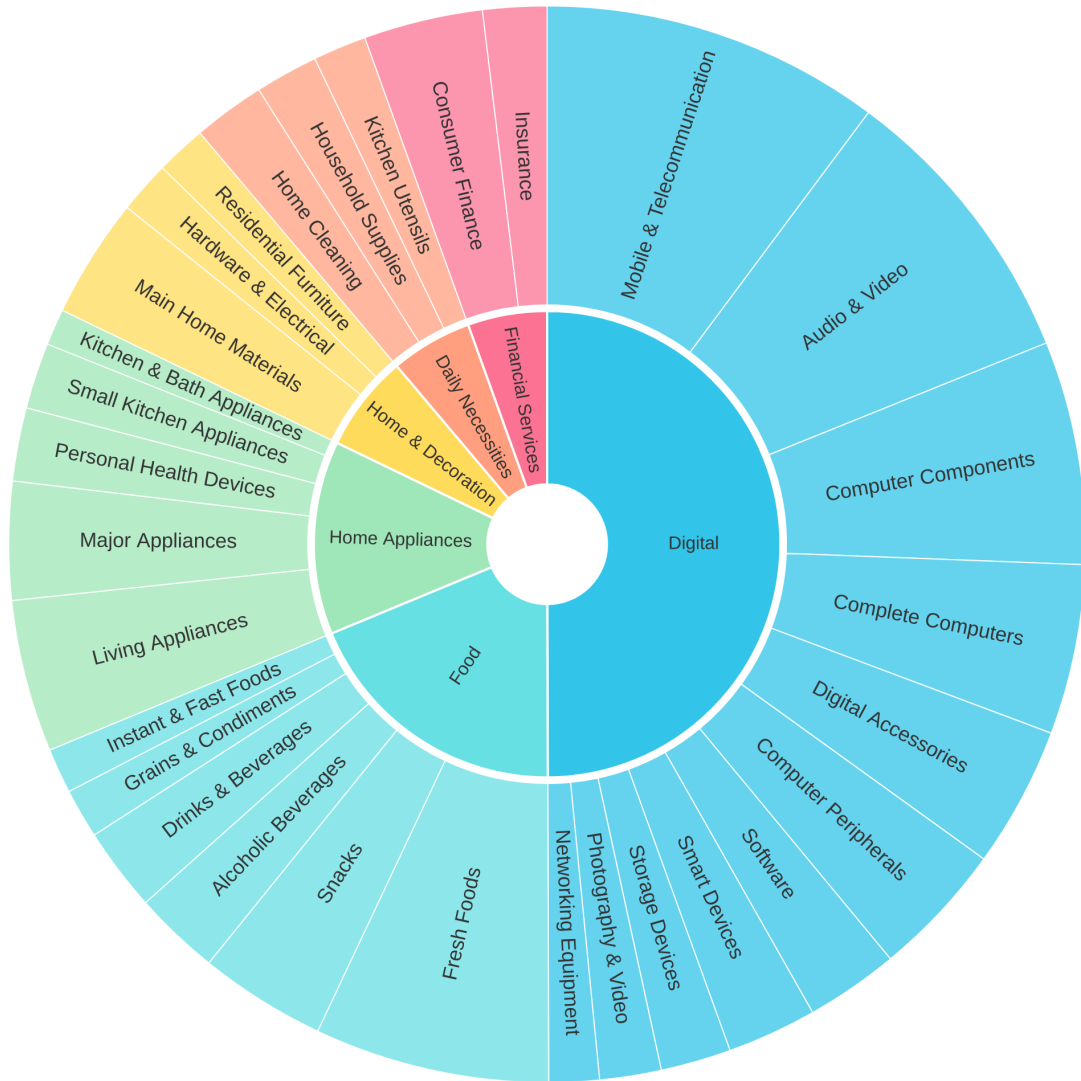 Digital
Food
Home Appliances
Home & Decoration
Daily Necessities
Financial Services
Mobile & Telecommunication
Audio & Video
Computer Components
Complete Computers
Digital Accessories
Computer Peripherals
Software
Smart Devices
Storage Devices
Photography & Video
Networking Equipment
Fresh Foods
Snacks
Alcoholic Beverages
Drinks & Beverages
Grains & Condiments
Instant & Fast Foods
Living Appliances
Major Appliances
Personal Health Devices
Small Kitchen Appliances
Kitchen & Bath Appliances
Main Home Materials
Hardware & Electrical
Residential Furniture
Home Cleaning
Household Supplies
Kitchen Utensils
Consumer Finance
Insurance